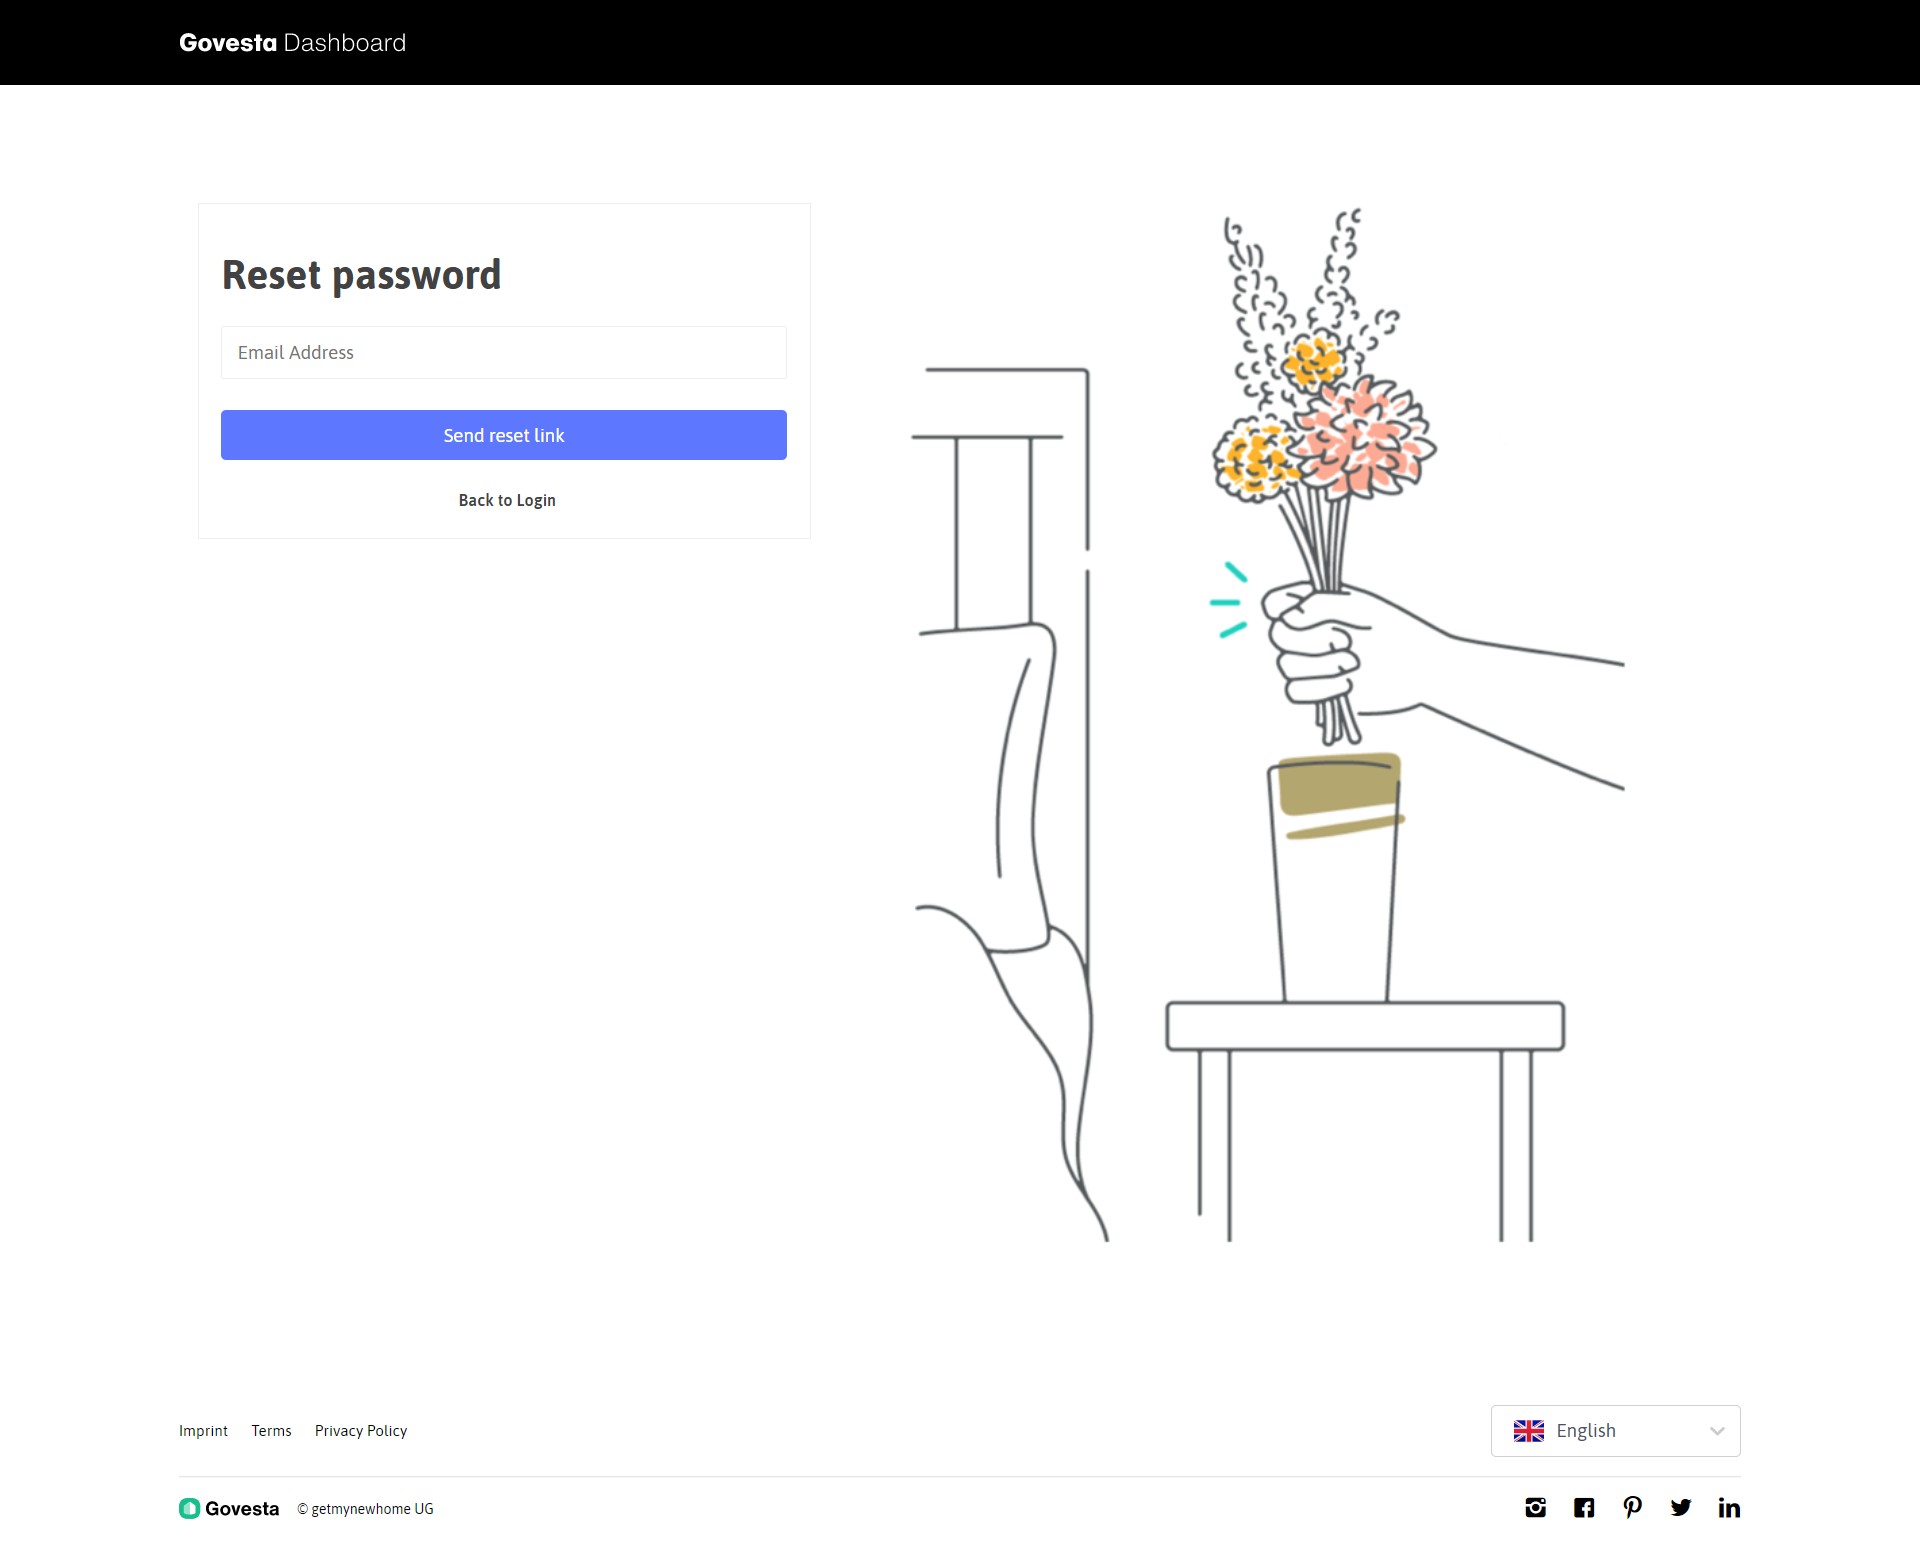 Govesta Dashboard
Reset password
Email Address
Send reset link
Back to Login
Imprint Terms Privacy Policy
English
Govesta © getmynewhome UG